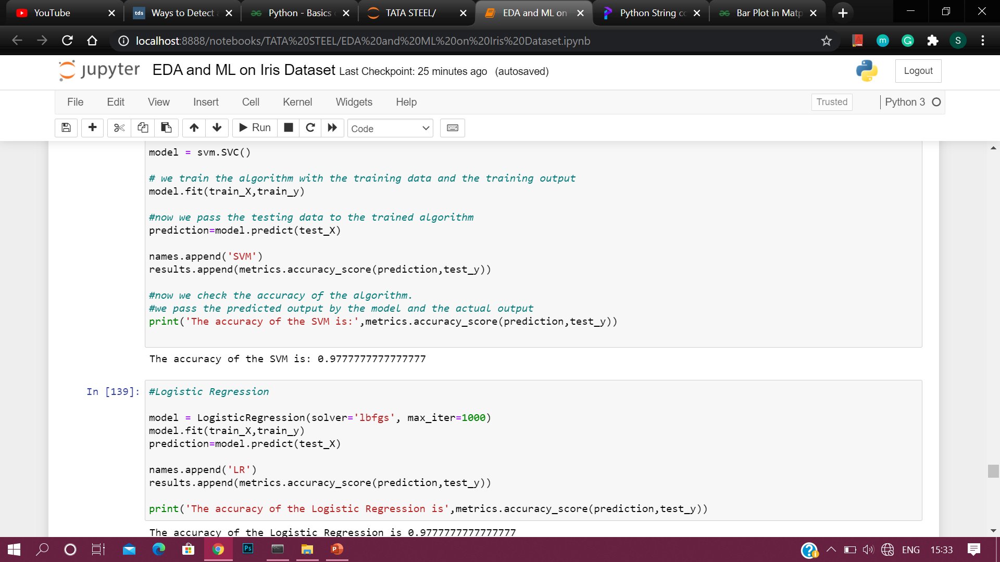 YouTube
tds Ways to Detect
Python - Basics
TATA STEEL/
EDA and ML on
Python String co
Bar Plot in Matp
localhost:8888/notebooks/TATA%20STEEL/EDA%20and%20ML%20on%20Iris%20Dataset.ipynb
m
G
S
jupyter EDA and ML on Iris Dataset Last Checkpoint: 25 minutes ago (autosaved)
Logout
File Edit View Insert Cell Kernel Widgets Help
Trusted
Python 3
Run
Code
model = svm.SVC()
# we train the algorithm with the training data and the training output
model.fit(train_X,train_y)
#now we pass the testing data to the trained algorithm
prediction=model.predict(test_X)
names.append('SVM')
results.append(metrics.accuracy_score(prediction,test_y))
#now we check the accuracy of the algorithm.
#we pass the predicted output by the model and the actual output
print('The accuracy of the SVM is:',metrics.accuracy_score(prediction,test_y))
The accuracy of the SVM is: 0.9777777777777777
In [139]:
#Logistic Regression
model = LogisticRegression(solver='lbfgs', max_iter=1000)
model.fit(train_X,train_y)
prediction=model.predict(test_X)
names.append('LR')
results.append(metrics.accuracy_score(prediction,test_y))
print('The accuracy of the Logistic Regression is',metrics.accuracy_score(prediction,test_y))
The accuracy of the Logistic Regression is 0.9777777777777777
Ps
ENG
15:33